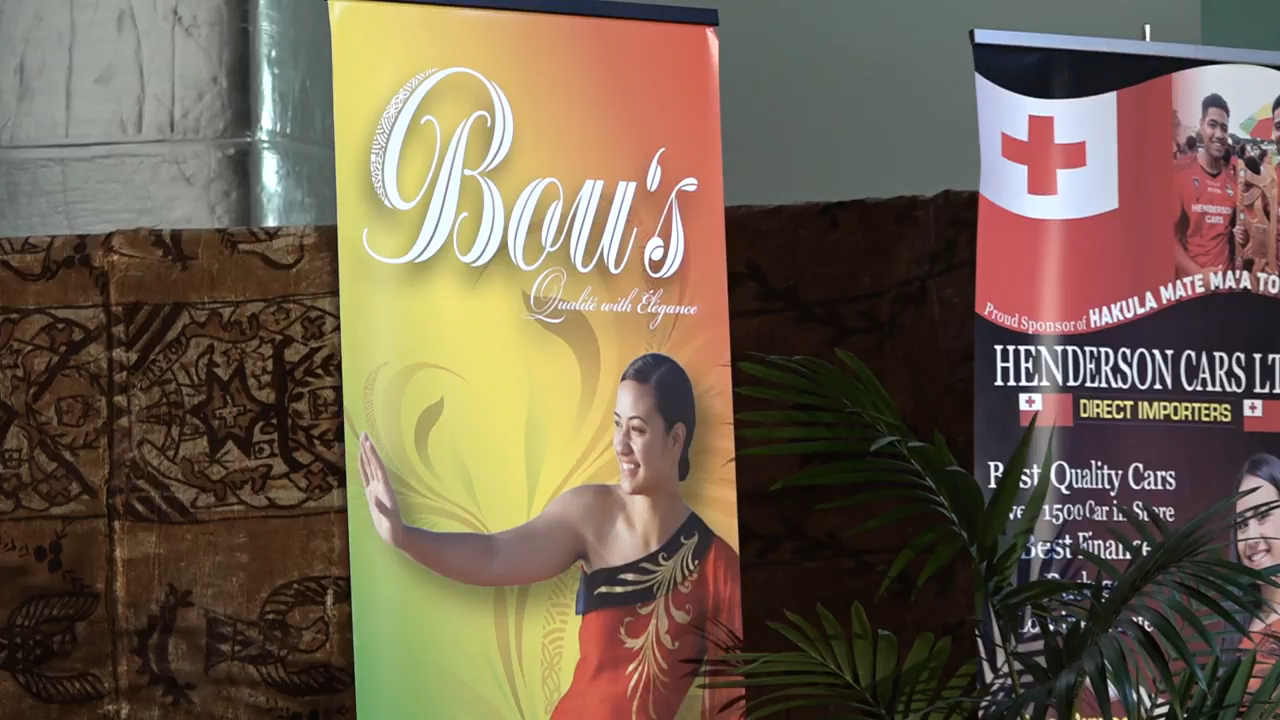 Bou's
Qualité with Élégance
HENDERSON
CARS
Proud Sponsor of HAKULA MATE MA'A TO
HENDERSON CARS LT
DIRECT IMPORTERS
Best Quality Cars
1500 Car in Store
Best Finance